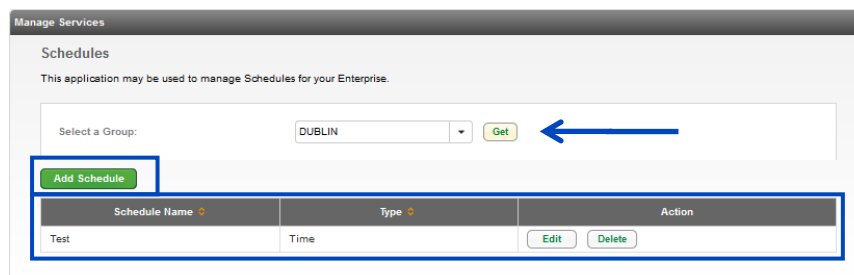 Manage Services
Schedules
This application may be used to manage Schedules for your Enterprise.
Select a Group: DUBLIN Get
Add Schedule
Schedule Name Type Action
Test Time Edit Delete